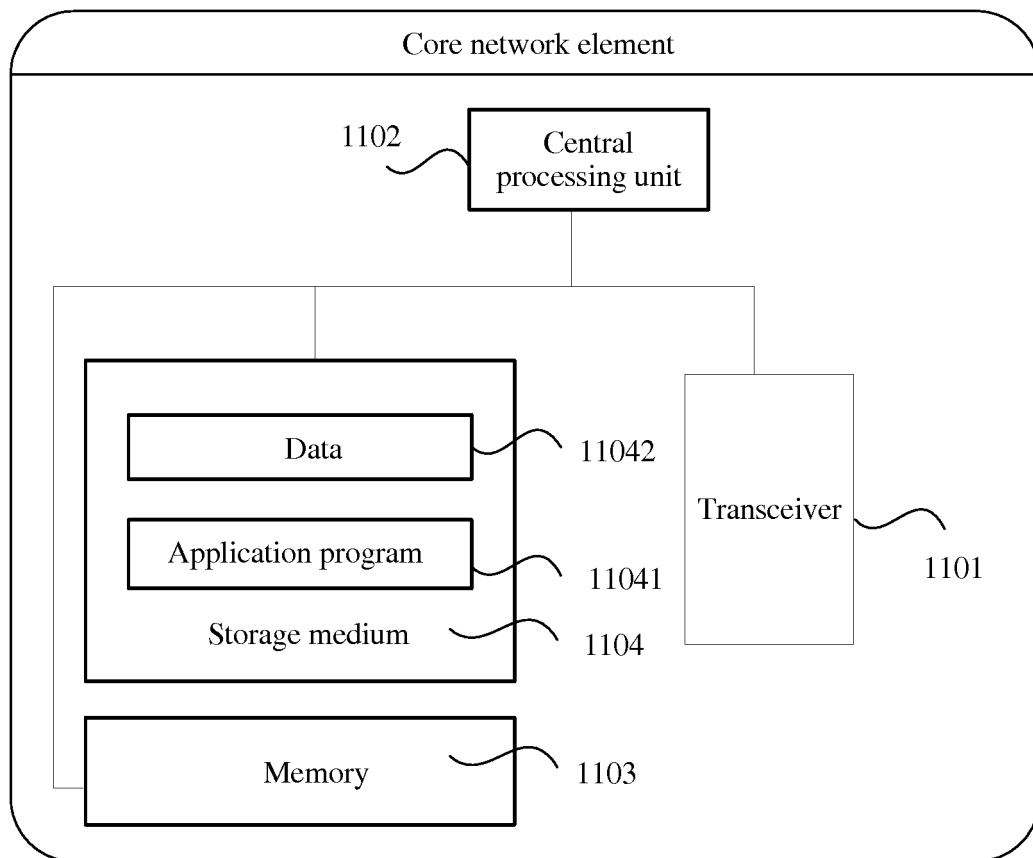 Core network element
1102
Central
processing unit
Data
11042
Application program
11041
Storage medium
1104
Transceiver
1101
Memory
1103